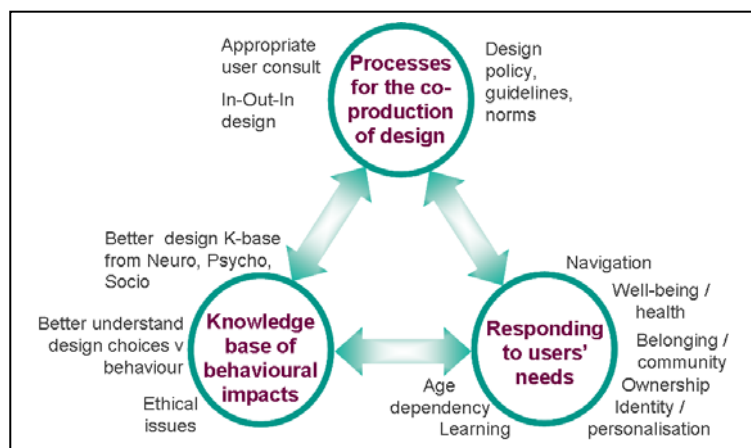 Appropriate
user consult
In-Out-In
design
Processes
for the co-
production
of design
Design
policy,
guidelines,
norms
Better design K-base
from Neuro, Psycho,
Socio
Better understand
design choices v
behaviour
Ethical
issues
Knowledge
base of
behavioural
impacts
Responding
to users'
needs
Navigation
Well-being /
health
Belonging /
community
Ownership
Identity /
personalisation
Age
dependency
Learning